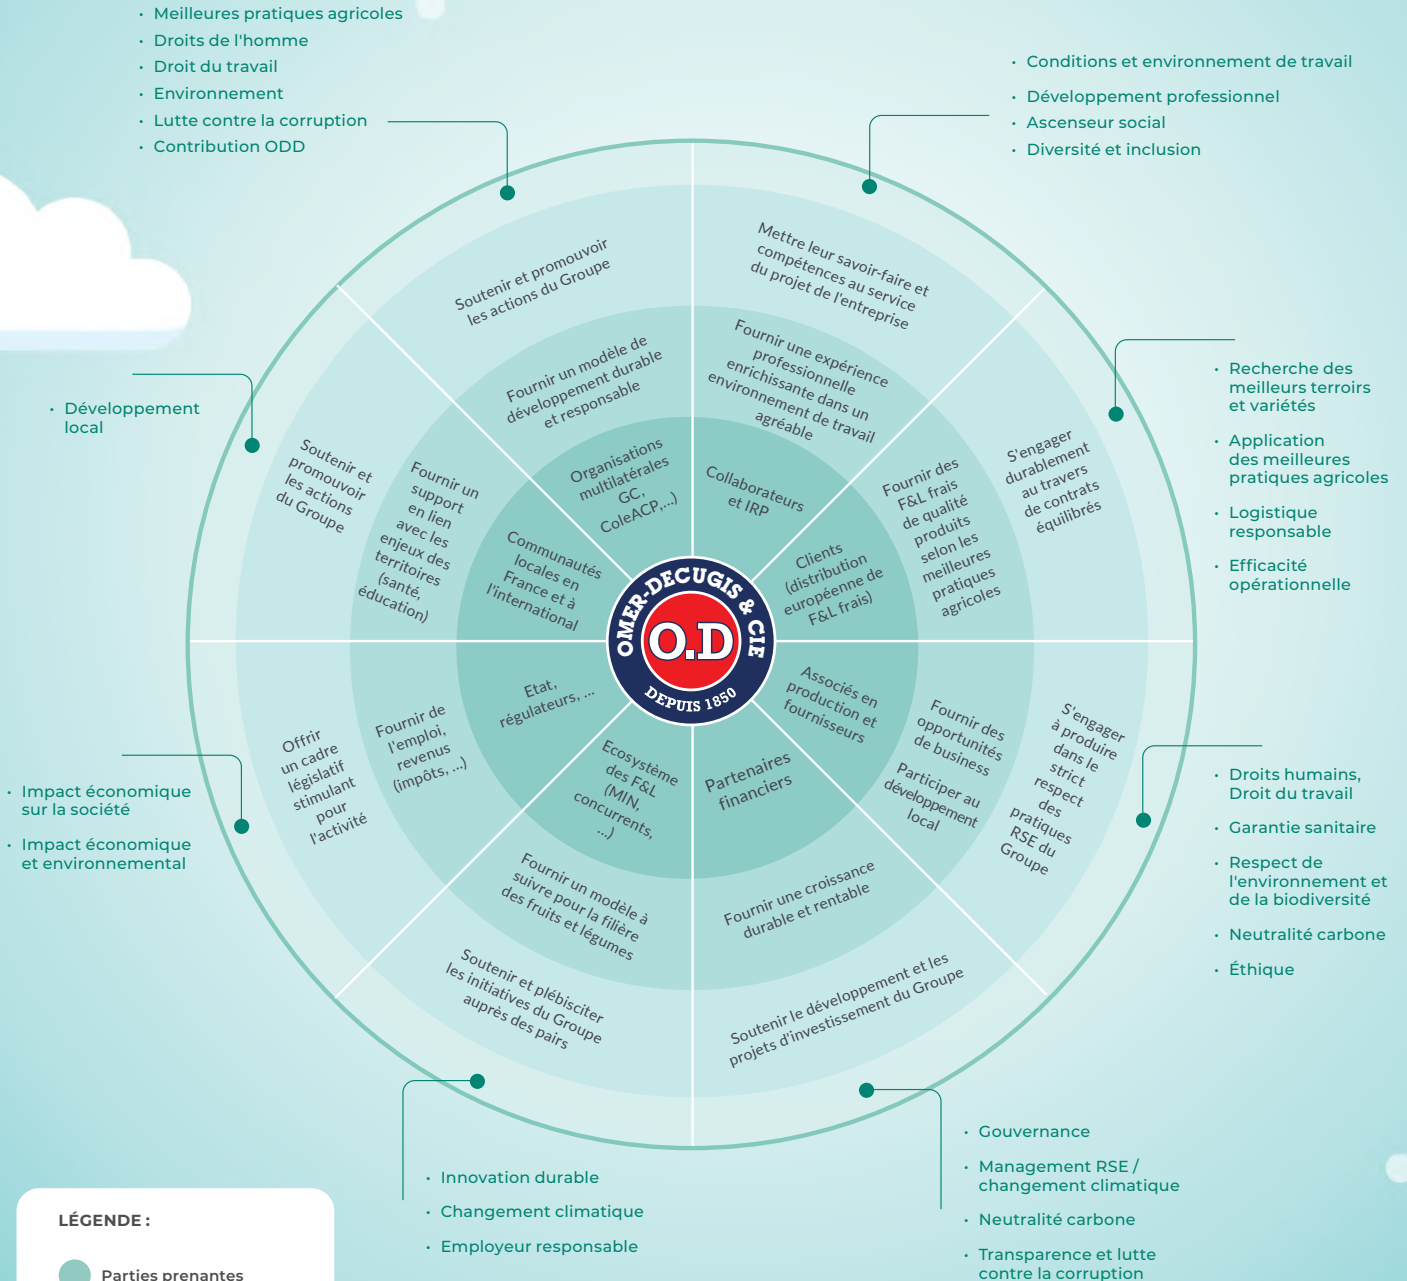 • Meilleures pratiques agricoles
• Droits de l'homme
• Droit du travail
• Environnement
• Lutte contre la corruption
• Contribution ODD
• Conditions et environnement de travail
• Développement professionnel
• Ascenseur social
• Diversité et inclusion
Soutenir et promouvoir
les actions du Groupe
Fournir un modèle de
développement durable
et responsable
Organisations
multilatérales
GC,
ColeACP,...)
Mettre leur savoir-faire et
compétences au service
du projet de l'entreprise
Fournir une expérience
professionnelle
enrichissante dans un
environnement de travail
agréable
Collaborateurs
et IRP
• Recherche des
meilleurs terroirs
et variétés
• Application
des meilleures
pratiques agricoles
• Logistique
responsable
• Efficacité
opérationnelle
S'engager
durablement
au travers
de contrats
équilibrés
Fournir des
F&L frais
de qualité
produits
selon les
meilleures
pratiques
agricoles
Clients
(distribution
européenne de
F&L frais)
• Développement
local
Soutenir et
promouvoir
les actions
du Groupe
Fournir un
support
en lien
avec les
enjeux des
territoires
(santé,
éducation)
Communautés
locales en
France et à
l'international
OMER-DECUGIS & CIE
O.D
DEPUIS 1850
Etat,
régulateurs, ...
Fournir de
l'emploi,
revenus
(impôts, ...)
Offrir
un cadre
législatif
stimulant
pour
l'activité
• Impact économique
sur la société
• Impact économique
et environnemental
Associés en
production et
fournisseurs
Fournir des
opportunités
de business
Participer au
développement
local
S'engager
à produire
dans le
strict
respect
des
pratiques
RSE du
Groupe
• Droits humains,
Droit du travail
• Garantie sanitaire
• Respect de
l'environnement et
de la biodiversité
• Neutralité carbone
• Éthique
Ecosystème
des F&L
(MIN,
concurrents,
...)
Fournir un modèle à
suivre pour la filière
des fruits et légumes
Soutenir et plébisciter
les initiatives du Groupe
auprès des pairs
Partenaires
financiers
Fournir une croissance
durable et rentable
Soutenir le développement et les
projets d'investissement du Groupe
• Innovation durable
• Changement climatique
• Employeur responsable
• Gouvernance
• Management RSE /
changement climatique
• Neutralité carbone
• Transparence et lutte
contre la corruption
LÉGENDE :
Parties prenantes